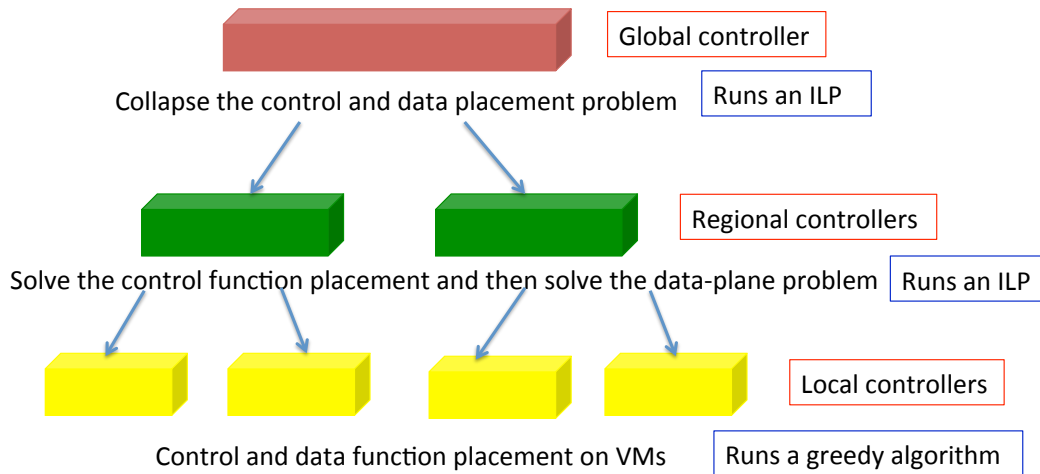 Global controller
Collapse the control and data placement problem
Runs an ILP
Regional controllers
Solve the control function placement and then solve the data-plane problem
Runs an ILP
Local controllers
Control and data function placement on VMs
Runs a greedy algorithm